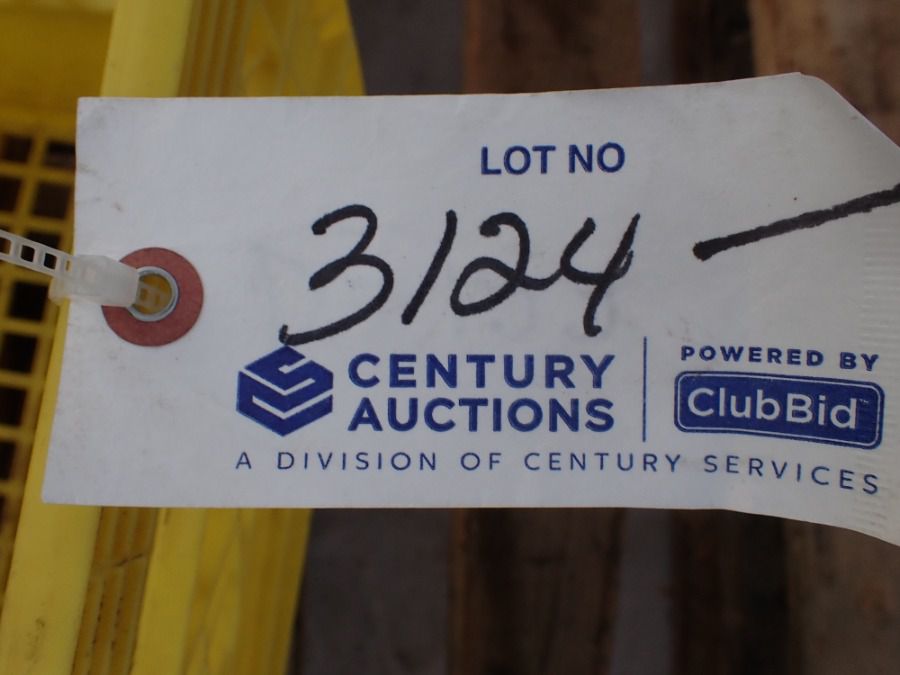 LOT NO
3124 —
CENTURY
AUCTIONS
POWERED BY
ClubBid
A DIVISION OF CENTURY SERVICES